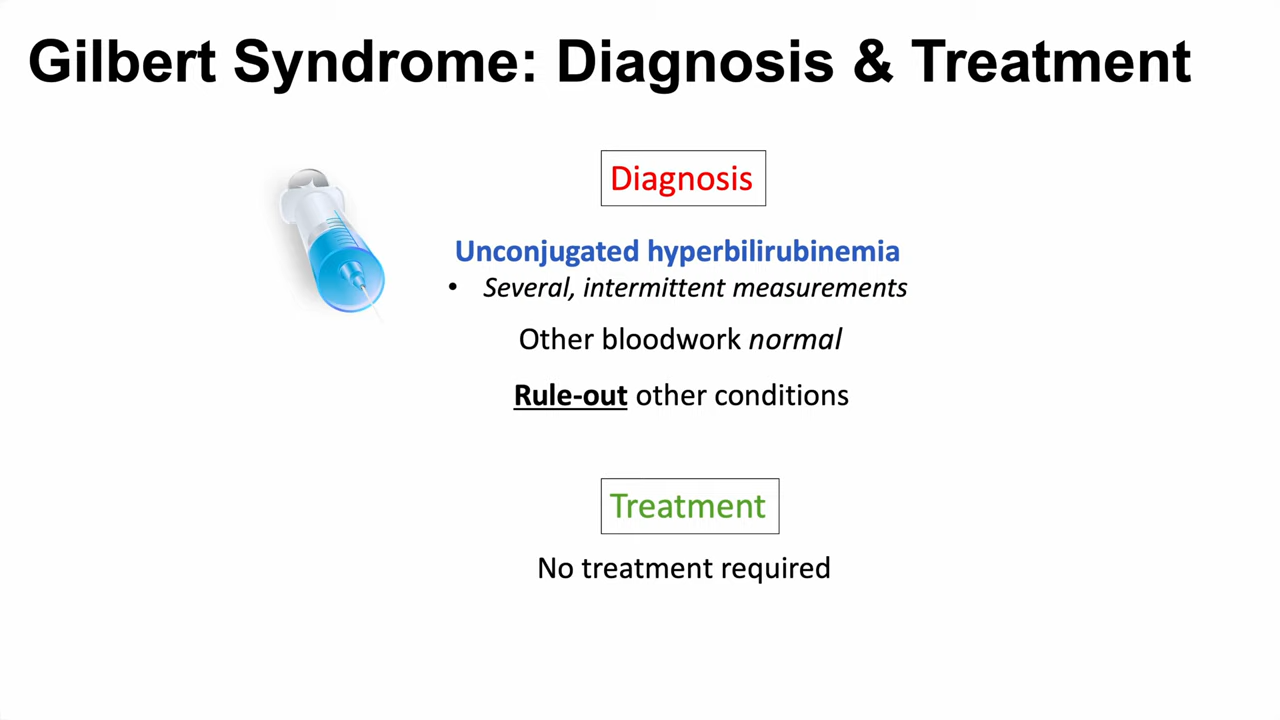 Gilbert Syndrome: Diagnosis & Treatment
Diagnosis
Unconjugated hyperbilirubinemia
• Several, intermittent measurements
Other bloodwork normal
Rule-out other conditions
Treatment
No treatment required